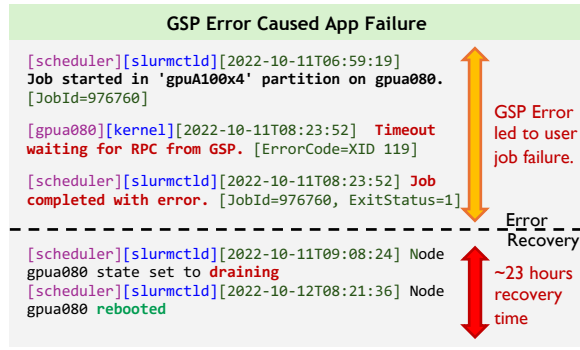 GSP Error Caused App Failure
[scheduler][slurmctld][2022-10-11T06:59:19]
Job started in 'gpuA100x4' partition on gpua080.
[JobId=976760]
[gpua080][kernel][2022-10-11T08:23:52] Timeout
waiting for RPC from GSP. [ErrorCode=XID 119]
[scheduler][slurmctld][2022-10-11T08:23:52] Job
completed with error. [JobId=976760, ExitStatus=1]
GSP Error
led to user
job failure.
Error
Recovery
[scheduler][slurmctld][2022-10-11T09:08:24] Node
gpua080 state set to draining
[scheduler][slurmctld][2022-10-12T08:21:36] Node
gpua080 rebooted
~23 hours
recovery
time